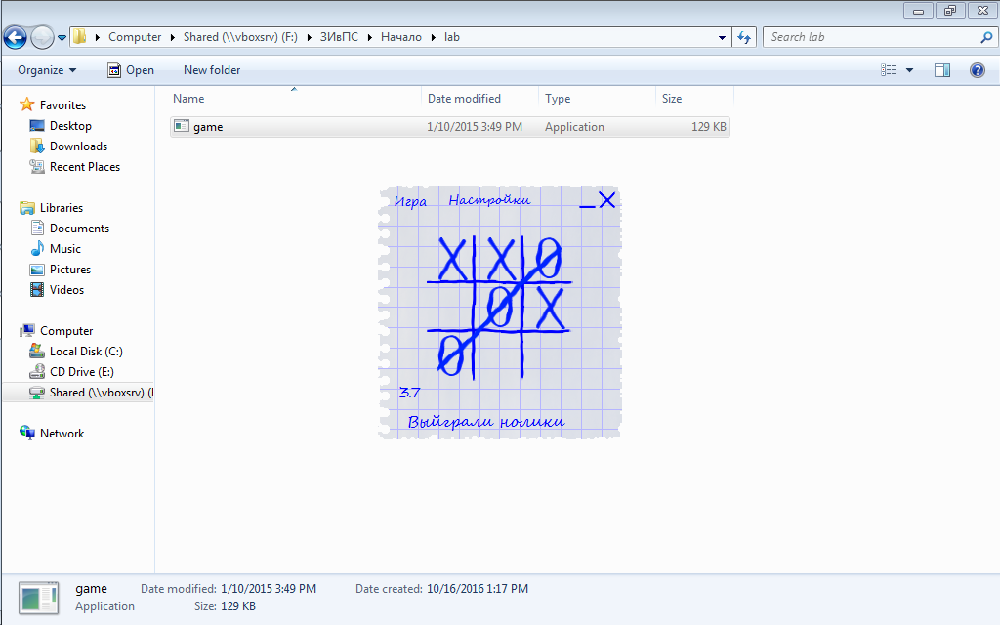 Computer Shared (\\vboxsrv) (F:) ЗИвПС Начало lab Search lab
Organize Open New folder
Name Date modified Type Size
game 1/10/2015 3:49 PM Application 129 KB
Favorites
Desktop
Downloads
Recent Places
Libraries
Documents
Music
Pictures
Videos
Computer
Local Disk (C:)
CD Drive (E:)
Shared (\\vboxsrv) (
Network
Игра Настройки
X X 0
0 X
0
3.7
Выйграли нолики
game Date modified: 1/10/2015 3:49 PM Date created: 10/16/2016 1:17 PM
Application Size: 129 KB